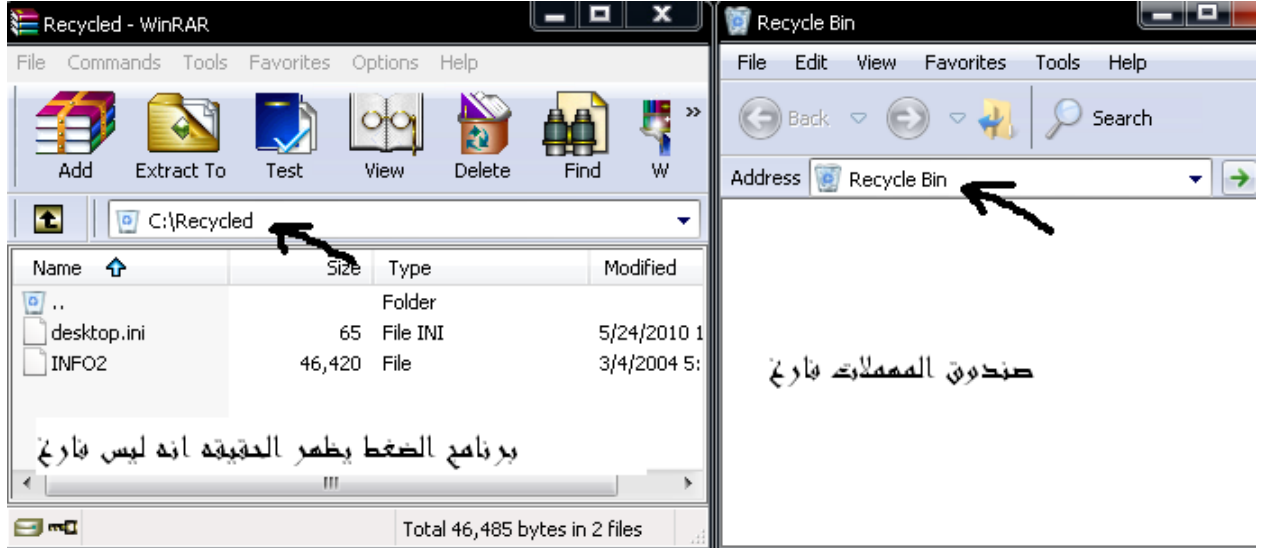 Recycled - WinRAR
File Commands Tools Favorites Options Help
Add Extract To Test View Delete Find W
C:\Recycled
Name Size Type Modified
.. Folder
desktop.ini 65 File INI 5/24/2010 1
INFO2 46,420 File 3/4/2004 5:
برنامج الضغط يظهر الحقيقه انه ليس فارغ
Total 46,485 bytes in 2 files
Recycle Bin
File Edit View Favorites Tools Help
Back Search
Address Recycle Bin
صندوق المهملات فارغ